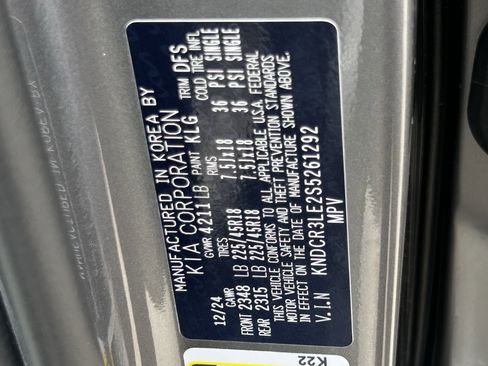 MANUFACTURED IN KOREA BY
KIA CORPORATION
12/24 GVWR 4211LB PAINT KLG TRIM DFS
GAWR TIRES RIMS COLD TIRE INFL
FRONT 2348 LB 225/45R18 7.5Jx18 36 PSI SINGLE
REAR 2315 LB 225/45R18 7.5Jx18 36 PSI SINGLE
THIS VEHICLE CONFORMS TO ALL APPLICABLE U.S.A. FEDERAL
MOTOR VEHICLE SAFETY AND THEFT PREVENTION STANDARDS
IN EFFECT ON THE DATE OF MANUFACTURE SHOWN ABOVE.
V.I.N KNDCR3LE2S5261292
MPV
K22